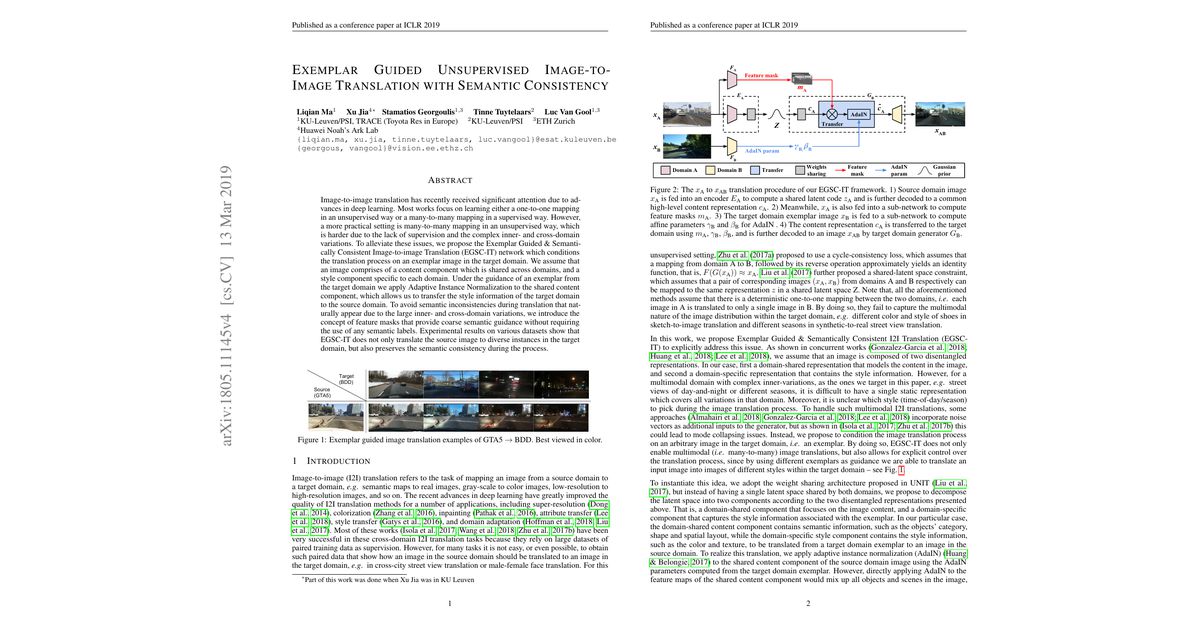 Published as a conference paper at ICLR 2019
EXEMPLAR GUIDED UNSUPERVISED IMAGE-TO-
IMAGE TRANSLATION WITH SEMANTIC CONSISTENCY
Liqian Ma1 Xu Jia4* Stamatios Georgoulis1,3 Tinne Tuytelaars2 Luc Van Gool1,3
1KU-Leuven/PSI, TRACE (Toyota Res in Europe) 2KU-Leuven/PSI 3ETH Zurich
4Huawei Noah's Ark Lab
{liqian.ma, xu.jia, tinne.tuytelaars, luc.vangool}@esat.kuleuven.be
{georgous, vangool}@vision.ee.ethz.ch
ABSTRACT
Image-to-image translation has recently received significant attention due to ad-
vances in deep learning. Most works focus on learning either a one-to-one mapping
in an unsupervised way or a many-to-many mapping in a supervised way. However,
a more practical setting is many-to-many mapping in an unsupervised way, which
is harder due to the lack of supervision and the complex inner- and cross-domain
variations. To alleviate these issues, we propose the Exemplar Guided & Semanti-
cally Consistent Image-to-image Translation (EGSC-IT) network which conditions
the translation process on an exemplar image in the target domain. We assume that
an image comprises of a content component which is shared across domains, and a
style component specific to each domain. Under the guidance of an exemplar from
the target domain we apply Adaptive Instance Normalization to the shared content
component, which allows us to transfer the style information of the target domain
to the source domain. To avoid semantic inconsistencies during translation that nat-
urally appear due to the large inner- and cross-domain variations, we introduce the
concept of feature masks that provide coarse semantic guidance without requiring
the use of any semantic labels. Experimental results on various datasets show that
EGSC-IT does not only translate the source image to diverse instances in the target
domain, but also preserves the semantic consistency during the process.
Target
(BDD)
Source
(GTA5)
Figure 1: Exemplar guided image translation examples of GTA5 → BDD. Best viewed in color.
1 INTRODUCTION
Image-to-image (I2I) translation refers to the task of mapping an image from a source domain to
a target domain, e.g. semantic maps to real images, gray-scale to color images, low-resolution to
high-resolution images, and so on. The recent advances in deep learning have greatly improved the
quality of I2I translation methods for a number of applications, including super-resolution (Dong
et al., 2014), colorization (Zhang et al., 2016), inpainting (Pathak et al., 2016), attribute transfer (Lee
et al., 2018), style transfer (Gatys et al., 2016), and domain adaptation (Hoffman et al., 2018; Liu
et al., 2017). Most of these works (Isola et al., 2017; Wang et al., 2018; Zhu et al., 2017b) have been
very successful in these cross-domain I2I translation tasks because they rely on large datasets of
paired training data as supervision. However, for many tasks it is not easy, or even possible, to obtain
such paired data that show how an image in the source domain should be translated to an image in
the target domain, e.g. in cross-city street view translation or male-female face translation. For this
*Part of this work was done when Xu Jia was in KU Leuven
1
arXiv:1805.11145v4 [cs.CV] 13 Mar 2019
Published as a conference paper at ICLR 2019
FA Feature mask mA
EA GB
xA Z cA Transfer AdaIN ĉA xAB
xB FB AdaIN param γB, βB
Domain A Domain B Transfer Weights sharing Feature mask AdaIN param Gaussian prior
Figure 2: The xA to xAB translation procedure of our EGSC-IT framework. 1) Source domain image
xA is fed into an encoder EA to compute a shared latent code zA and is further decoded to a common
high-level content representation cA. 2) Meanwhile, xA is also fed into a sub-network to compute
feature masks mA. 3) The target domain exemplar image xB is fed to a sub-network to compute
affine parameters γB and βB for AdaIN . 4) The content representation cA is transferred to the target
domain using mA, γB, βB, and is further decoded to an image xAB by target domain generator GB.
unsupervised setting, Zhu et al. (2017a) proposed to use a cycle-consistency loss, which assumes that
a mapping from domain A to B, followed by its reverse operation approximately yields an identity
function, that is, F(G(xA)) ≈ xA. Liu et al. (2017) further proposed a shared-latent space constraint,
which assumes that a pair of corresponding images (xA, xB) from domains A and B respectively can
be mapped to the same representation z in a shared latent space Z. Note that, all the aforementioned
methods assume that there is a deterministic one-to-one mapping between the two domains, i.e. each
image in A is translated to only a single image in B. By doing so, they fail to capture the multimodal
nature of the image distribution within the target domain, e.g. different color and style of shoes in
sketch-to-image translation and different seasons in synthetic-to-real street view translation.
In this work, we propose Exemplar Guided & Semantically Consistent I2I Translation (EGSC-
IT) to explicitly address this issue. As shown in concurrent works (Gonzalez-Garcia et al., 2018;
Huang et al., 2018; Lee et al., 2018), we assume that an image is composed of two disentangled
representations. In our case, first a domain-shared representation that models the content in the image,
and second a domain-specific representation that contains the style information. However, for a
multimodal domain with complex inner-variations, as the ones we target in this paper, e.g. street
views of day-and-night or different seasons, it is difficult to have a single static representation
which covers all variations in that domain. Moreover, it is unclear which style (time-of-day/season)
to pick during the image translation process. To handle such multimodal I2I translations, some
approaches (Almahairi et al., 2018; Gonzalez-Garcia et al., 2018; Lee et al., 2018) incorporate noise
vectors as additional inputs to the generator, but as shown in (Isola et al., 2017; Zhu et al., 2017b) this
could lead to mode collapsing issues. Instead, we propose to condition the image translation process
on an arbitrary image in the target domain, i.e. an exemplar. By doing so, EGSC-IT does not only
enable multimodal (i.e. many-to-many) image translations, but also allows for explicit control over
the translation process, since by using different exemplars as guidance we are able to translate an
input image into images of different styles within the target domain – see Fig. 1.
To instantiate this idea, we adopt the weight sharing architecture proposed in UNIT (Liu et al.,
2017), but instead of having a single latent space shared by both domains, we propose to decompose
the latent space into two components according to the two disentangled representations presented
above. That is, a domain-shared component that focuses on the image content, and a domain-specific
component that captures the style information associated with the exemplar. In our particular case,
the domain-shared content component contains semantic information, such as the objects' category,
shape and spatial layout, while the domain-specific style component contains the style information,
such as the color and texture, to be translated from a target domain exemplar to an image in the
source domain. To realize this translation, we apply adaptive instance normalization (AdaIN) (Huang
& Belongie, 2017) to the shared content component of the source domain image using the AdaIN
parameters computed from the target domain exemplar. However, directly applying AdaIN to the
feature maps of the shared content component would mix up all objects and scenes in the image,
2